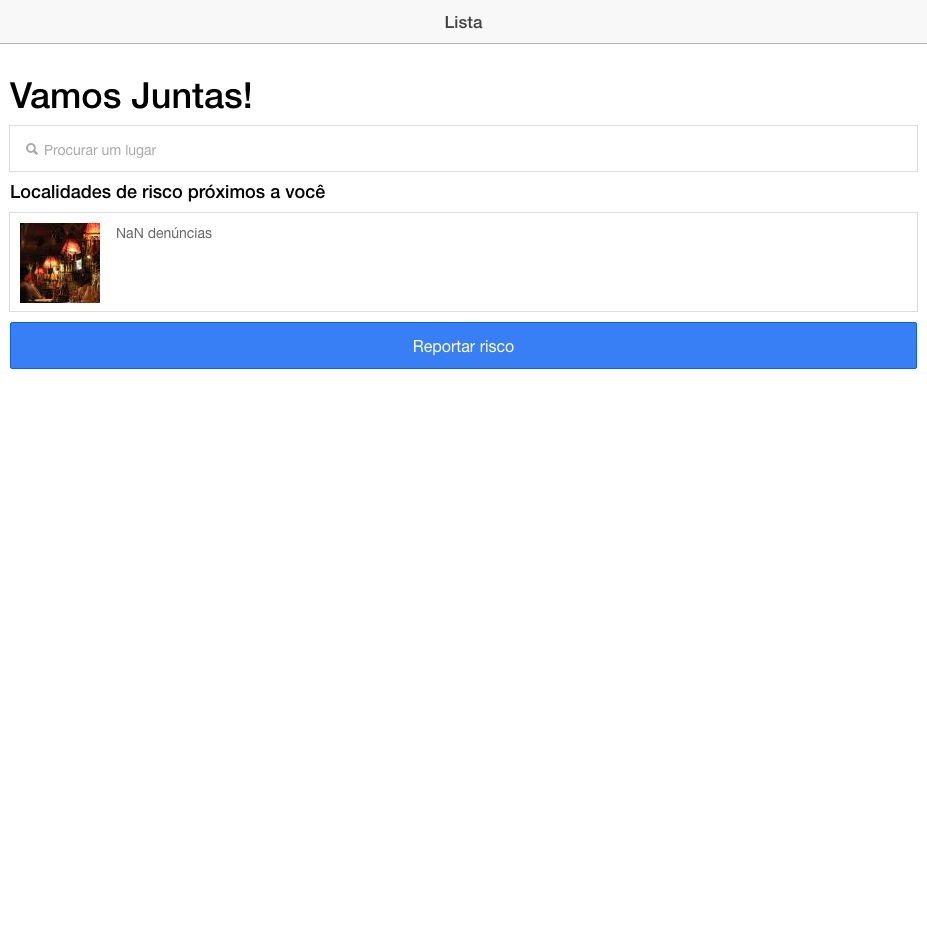 Lista
Vamos Juntas!
Procurar um lugar
Localidades de risco próximos a você
NaN denúncias
Reportar risco